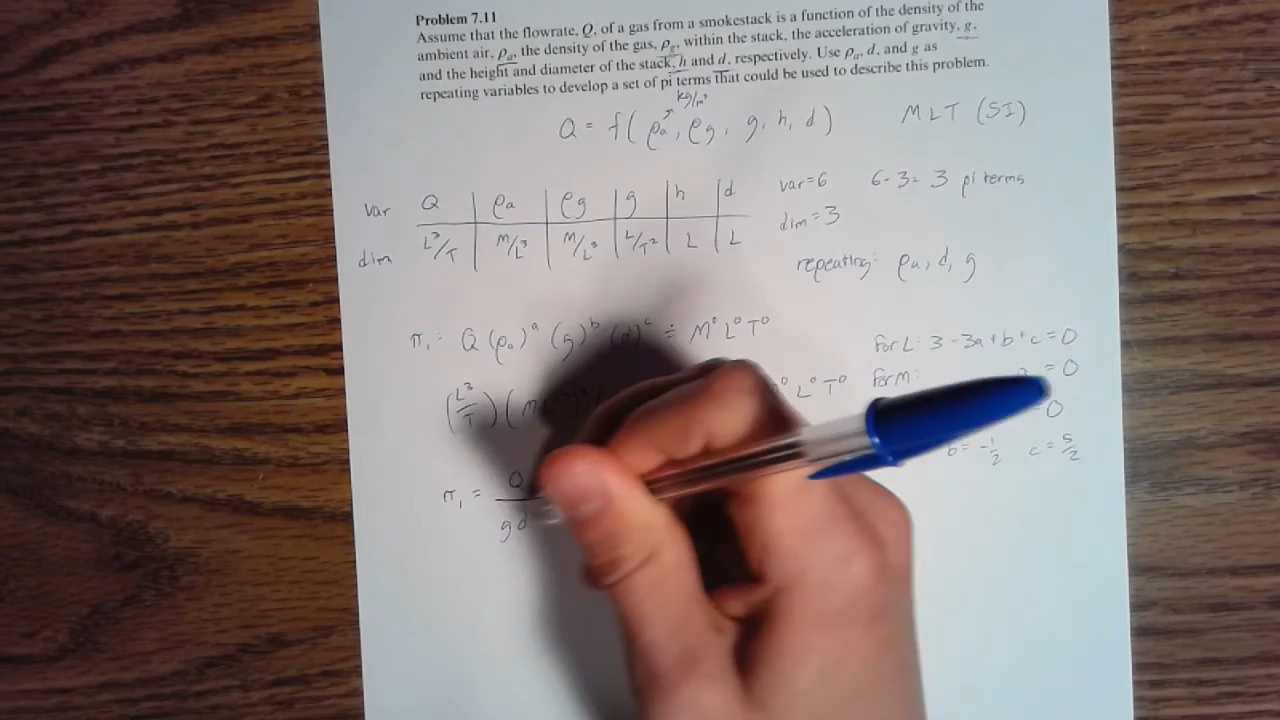 Problem 7.11
Assume that the flowrate, Q, of a gas from a smokestack is a function of the density of the
ambient air, ρa, the density of the gas, ρg, within the stack, the acceleration of gravity, g,
and the height and diameter of the stack, h and d, respectively. Use ρa, d, and g as
repeating variables to develop a set of pi terms that could be used to describe this problem.
kg/m³
Q = f( ρa, ρg, g, h, d ) MLT (SI)
var Q | ρa | ρg | g | h | d
dim L³/T | M/L³ | M/L³ | L/T² | L | L
var=6 6-3= 3 pi terms
dim=3
repeating: ρa, d, g
π₁ = Q (ρa)ᵃ (g)ᵇ (d)ᶜ ≐ M⁰ L⁰ T⁰
(L³/T)(M L⁰ T⁰
for L: 3 - 3a + b + c = 0
for M: = 0
= 0
b = -1/2 c = 5/2
π₁ = Q / g d